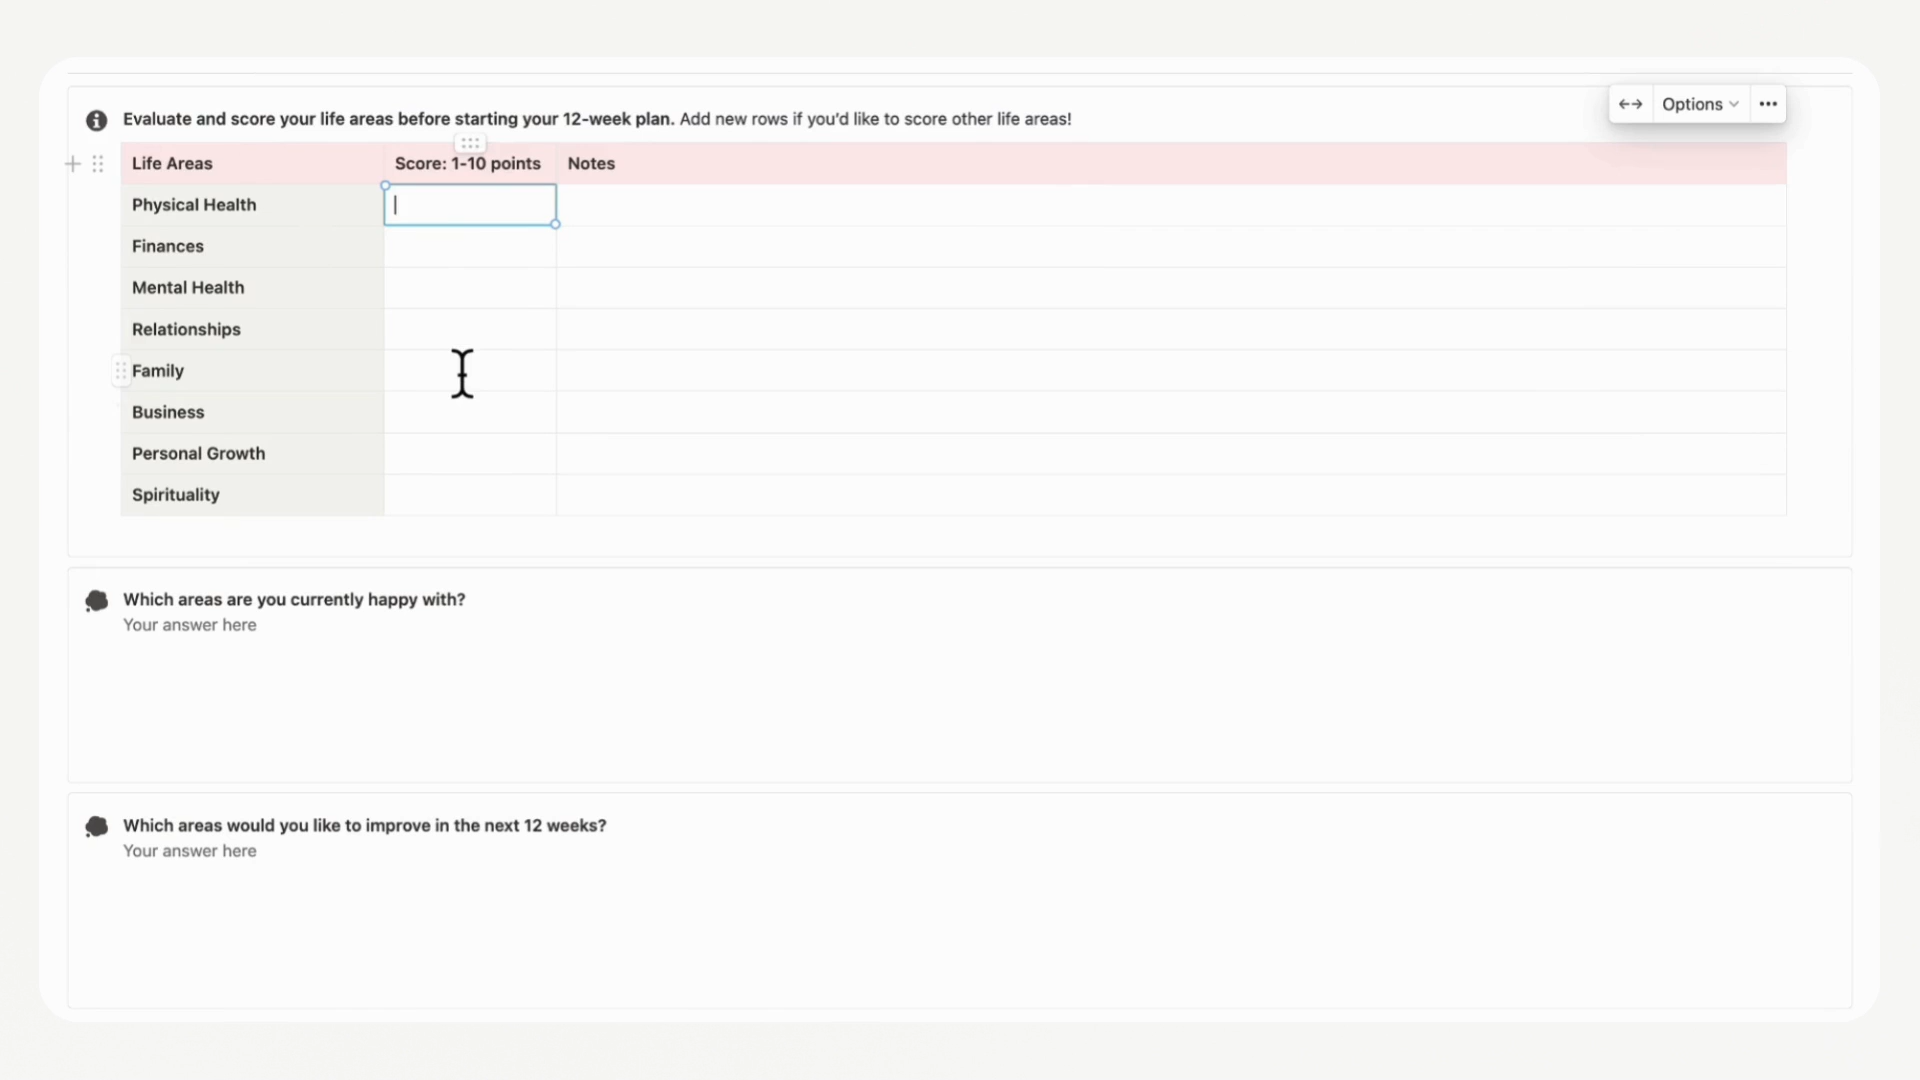 Options
Evaluate and score your life areas before starting your 12-week plan. Add new rows if you'd like to score other life areas!
Life Areas Score: 1-10 points Notes
Physical Health
Finances
Mental Health
Relationships
Family
Business
Personal Growth
Spirituality
Which areas are you currently happy with?
Your answer here
Which areas would you like to improve in the next 12 weeks?
Your answer here